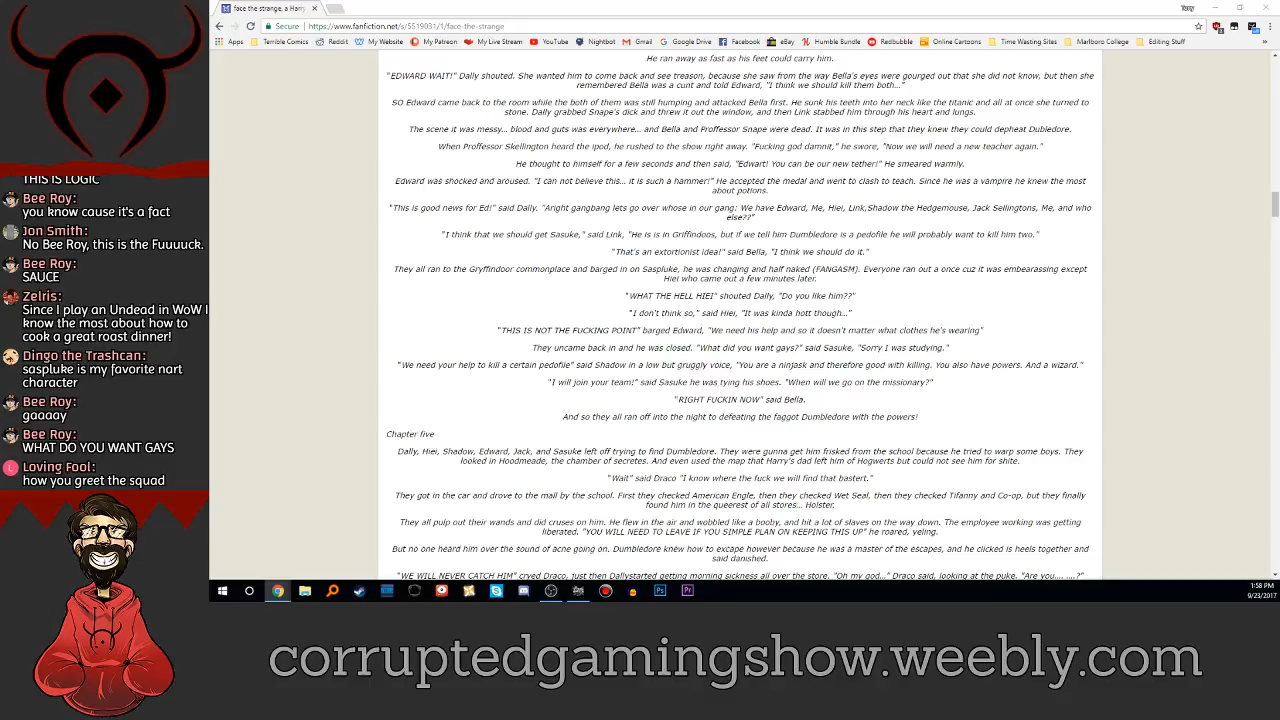 face the strange, a Harry
Tony
Secure
https://www.fanfiction.net/s/5519031/1/face-the-strange
Apps
Terrible Comics
Reddit
My Website
My Patreon
My Live Stream
YouTube
Nightbot
Gmail
Google Drive
Facebook
eBay
Humble Bundle
Redbubble
Online Cartoons
Time Wasting Sites
Marlboro College
Editing Stuff
He ran away as fast as his feet could carry him.
"EDWARD WAIT!" Dally shouted. She wanted him to come back and see treason, because she saw from the way Bella's eyes were gourged out that she did not know, but then she
remembered Bella was a cunt and told Edward, "I think we should kill them both…"
SO Edward came back to the room while the both of them was still humping and attacked Bella first. He sunk his teeth into her neck like the titanic and all at once she turned to
stone. Dally grabbed Snape's dick and threw it out the window, and then Link stabbed him through his heart and lungs.
The scene it was messy… blood and guts was everywhere… and Bella and Proffessor Snape were dead. It was in this step that they knew they could depheat Dubledore.
When Proffessor Skellington heard the ipod, he rushed to the show right away. "Fucking god damnit," he swore, "Now we will need a new teacher again."
He thought to himself for a few seconds and then said, "Edwart! You can be our new tether!" He smeared warmly.
Edward was shocked and aroused. "I can not believe this… it is such a hammer!" He accepted the medal and went to clash to teach. Since he was a vampire he knew the most
about potions.
"This is good news for Ed!" said Dally. "Aright gangbang lets go over whose in our gang: We have Edward, Me, Hiei, Link,Shadow the Hedgemouse, Jack Sellingtons, Me, and who
else??"
"I think that we should get Sasuke," said Link, "He is is in Griffindoos, but if we tell him Dumbledore is a pedofile he will probably want to kill him two."
"That's an extortionist idea!" said Bella, "I think we should do it."
They all ran to the Gryffindoor commonplace and barged in on Saspluke, he was changing and half naked (FANGASM). Everyone ran out a once cuz it was embearassing except
Hiei who came out a few minutes later.
"WHAT THE HELL HIEI" shouted Dally, "Do you like him??"
"I don't think so," said Hiei, "It was kinda hott though…"
"THIS IS NOT THE FUCKING POINT" barged Edward, "We need his help and so it doesn't matter what clothes he's wearing"
They uncame back in and he was closed. "What did you want gays?" said Sasuke, "Sorry I was studying."
"We need your help to kill a certain pedofile" said Shadow in a low but gruggly voice, "You are a ninjask and therefore good with killing. You also have powers. And a wizard."
"I will join your team!" said Sasuke he was tying his shoes. "When will we go on the missionary?"
"RIGHT FUCKIN NOW" said Bella.
And so they all ran off into the night to defeating the faggot Dumbledore with the powers!
Chapter five
Dally, Hiei, Shadow, Edward, Jack, and Sasuke left off trying to find Dumbledore. They were gunna get him frisked from the school because he tried to warp some boys. They
looked in Hoodmeade, the chamber of secretes. And even used the map that Harry's dad left him of Hogwerts but could not see him for shite.
"Wait" said Draco "I know where the fuck we will find that bastert."
They got in the car and drove to the mall by the school. First they checked American Engle, then they checked Wet Seal, then they checked Tifanny and Co-op, but they finally
found him in the queerest of all stores… Holster.
They all pulp out their wands and did cruses on him. He flew in the air and wobbled like a booby, and hit a lot of slaves on the way down. The employee working was getting
liberated. "YOU WILL NEED TO LEAVE IF YOU SIMPLE PLAN ON KEEPING THIS UP" he roared, yeling.
But no one heard him over the sound of acne going on. Dumbledore knew how to excape however because he was a master of the escapes, and he clicked is heels together and
said danished.
"WE WILL NEVER CATCH HIM" cryed Draco, just then Dallystarted getting morning sickness all over the store. "Oh my god…" Draco said, looking at the puke. "Are you… ….?"
THIS IS LOGIC
Bee Roy:
you know cause it's a fact
Jon Smith:
No Bee Roy, this is the Fuuuuck.
Bee Roy:
SAUCE
Zelris:
Since I play an Undead in WoW I
know the most about how to
cook a great roast dinner!
Dingo the Trashcan:
saspluke is my favorite nart
character
Bee Roy:
gaaaay
Bee Roy:
WHAT DO YOU WANT GAYS
Loving Fool:
how you greet the squad
1:58 PM
9/23/2017
corruptedgamingshow.weebly.com